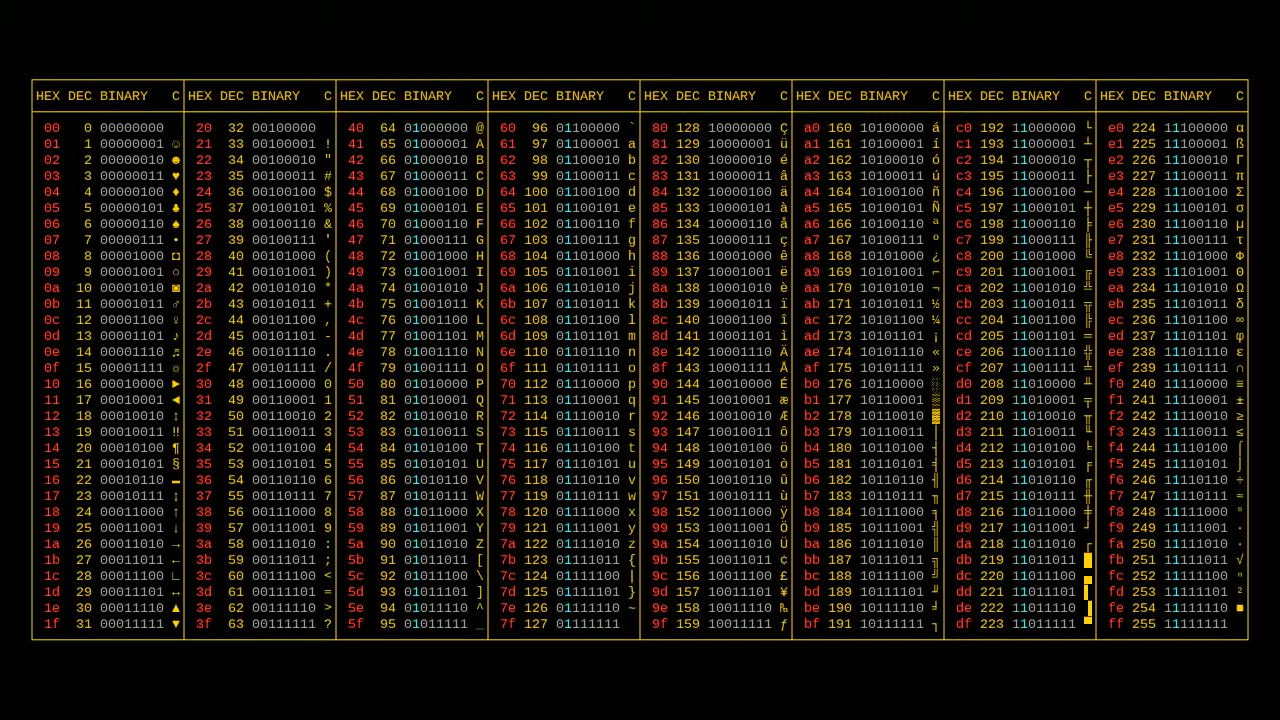 HEX DEC BINARY C HEX DEC BINARY C HEX DEC BINARY C HEX DEC BINARY C HEX DEC BINARY C HEX DEC BINARY C HEX DEC BINARY C HEX DEC BINARY C
00 0 00000000 20 32 00100000 40 64 01000000 @ 60 96 01100000 ` 80 128 10000000 Ç a0 160 10100000 á c0 192 11000000 └ e0 224 11100000 α
01 1 00000001 ☺ 21 33 00100001 ! 41 65 01000001 A 61 97 01100001 a 81 129 10000001 ü a1 161 10100001 í c1 193 11000001 ┴ e1 225 11100001 ß
02 2 00000010 ☻ 22 34 00100010 " 42 66 01000010 B 62 98 01100010 b 82 130 10000010 é a2 162 10100010 ó c2 194 11000010 ┬ e2 226 11100010 Γ
03 3 00000011 ♥ 23 35 00100011 # 43 67 01000011 C 63 99 01100011 c 83 131 10000011 â a3 163 10100011 ú c3 195 11000011 ├ e3 227 11100011 π
04 4 00000100 ♦ 24 36 00100100 $ 44 68 01000100 D 64 100 01100100 d 84 132 10000100 ä a4 164 10100100 ñ c4 196 11000100 ─ e4 228 11100100 Σ
05 5 00000101 ♣ 25 37 00100101 % 45 69 01000101 E 65 101 01100101 e 85 133 10000101 à a5 165 10100101 Ñ c5 197 11000101 ┼ e5 229 11100101 σ
06 6 00000110 ♠ 26 38 00100110 & 46 70 01000110 F 66 102 01100110 f 86 134 10000110 å a6 166 10100110 ª c6 198 11000110 ╞ e6 230 11100110 µ
07 7 00000111 • 27 39 00100111 ' 47 71 01000111 G 67 103 01100111 g 87 135 10000111 ç a7 167 10100111 º c7 199 11000111 ╟ e7 231 11100111 τ
08 8 00001000 ◘ 28 40 00101000 ( 48 72 01001000 H 68 104 01101000 h 88 136 10001000 ê a8 168 10101000 ¿ c8 200 11001000 ╚ e8 232 11101000 Φ
09 9 00001001 ○ 29 41 00101001 ) 49 73 01001001 I 69 105 01101001 i 89 137 10001001 ë a9 169 10101001 ⌐ c9 201 11001001 ╔ e9 233 11101001 Θ
0a 10 00001010 ◙ 2a 42 00101010 * 4a 74 01001010 J 6a 106 01101010 j 8a 138 10001010 è aa 170 10101010 ¬ ca 202 11001010 ╩ ea 234 11101010 Ω
0b 11 00001011 ♂ 2b 43 00101011 + 4b 75 01001011 K 6b 107 01101011 k 8b 139 10001011 ï ab 171 10101011 ½ cb 203 11001011 ╦ eb 235 11101011 δ
0c 12 00001100 ♀ 2c 44 00101100 , 4c 76 01001100 L 6c 108 01101100 l 8c 140 10001100 î ac 172 10101100 ¼ cc 204 11001100 ╠ ec 236 11101100 ∞
0d 13 00001101 ♪ 2d 45 00101101 - 4d 77 01001101 M 6d 109 01101101 m 8d 141 10001101 ì ad 173 10101101 ¡ cd 205 11001101 ═ ed 237 11101101 φ
0e 14 00001110 ♬ 2e 46 00101110 . 4e 78 01001110 N 6e 110 01101110 n 8e 142 10001110 Ä ae 174 10101110 « ce 206 11001110 ╬ ee 238 11101110 ε
0f 15 00001111 ☼ 2f 47 00101111 / 4f 79 01001111 O 6f 111 01101111 o 8f 143 10001111 Å af 175 10101111 » cf 207 11001111 ╧ ef 239 11101111 ∩
10 16 00010000 ► 30 48 00110000 0 50 80 01010000 P 70 112 01110000 p 90 144 10010000 É b0 176 10110000 ░ d0 208 11010000 ╨ f0 240 11110000 ≡
11 17 00010001 ◄ 31 49 00110001 1 51 81 01010001 Q 71 113 01110001 q 91 145 10010001 æ b1 177 10110001 ▒ d1 209 11010001 ╤ f1 241 11110001 ±
12 18 00010010 ↕ 32 50 00110010 2 52 82 01010010 R 72 114 01110010 r 92 146 10010010 Æ b2 178 10110010 ▓ d2 210 11010010 ╥ f2 242 11110010 ≥
13 19 00010011 ‼ 33 51 00110011 3 53 83 01010011 S 73 115 01110011 s 93 147 10010011 ô b3 179 10110011 │ d3 211 11010011 ╙ f3 243 11110011 ≤
14 20 00010100 ¶ 34 52 00110100 4 54 84 01010100 T 74 116 01110100 t 94 148 10010100 ö b4 180 10110100 ┤ d4 212 11010100 ╘ f4 244 11110100 ⌠
15 21 00010101 § 35 53 00110101 5 55 85 01010101 U 75 117 01110101 u 95 149 10010101 ò b5 181 10110101 ╡ d5 213 11010101 ╒ f5 245 11110101 ⌡
16 22 00010110 ▬ 36 54 00110110 6 56 86 01010110 V 76 118 01110110 v 96 150 10010110 û b6 182 10110110 ╢ d6 214 11010110 ╓ f6 246 11110110 ÷
17 23 00010111 ↨ 37 55 00110111 7 57 87 01010111 W 77 119 01110111 w 97 151 10010111 ù b7 183 10110111 ╖ d7 215 11010111 ╫ f7 247 11110111 ≈
18 24 00011000 ↑ 38 56 00111000 8 58 88 01011000 X 78 120 01111000 x 98 152 10011000 ÿ b8 184 10111000 ╕ d8 216 11011000 ╪ f8 248 11111000 °
19 25 00011001 ↓ 39 57 00111001 9 59 89 01011001 Y 79 121 01111001 y 99 153 10011001 Ö b9 185 10111001 ╣ d9 217 11011001 ┘ f9 249 11111001 ∙
1a 26 00011010 → 3a 58 00111010 : 5a 90 01011010 Z 7a 122 01111010 z 9a 154 10011010 Ü ba 186 10111010 ║ da 218 11011010 ┌ fa 250 11111010 ·
1b 27 00011011 ← 3b 59 00111011 ; 5b 91 01011011 [ 7b 123 01111011 { 9b 155 10011011 ¢ bb 187 10111011 ╗ db 219 11011011 █ fb 251 11111011 √
1c 28 00011100 ∟ 3c 60 00111100 < 5c 92 01011100 \ 7c 124 01111100 | 9c 156 10011100 £ bc 188 10111100 ╝ dc 220 11011100 ▄ fc 252 11111100 ⁿ
1d 29 00011101 ↔ 3d 61 00111101 = 5d 93 01011101 ] 7d 125 01111101 } 9d 157 10011101 ¥ bd 189 10111101 ╜ dd 221 11011101 ▌ fd 253 11111101 ²
1e 30 00011110 ▲ 3e 62 00111110 > 5e 94 01011110 ^ 7e 126 01111110 ~ 9e 158 10011110 ‰ be 190 10111110 ╛ de 222 11011110 ▐ fe 254 11111110 ■
1f 31 00011111 ▼ 3f 63 00111111 ? 5f 95 01011111 _ 7f 127 01111111 9f 159 10011111 ƒ bf 191 10111111 ┐ df 223 11011111 ▀ ff 255 11111111